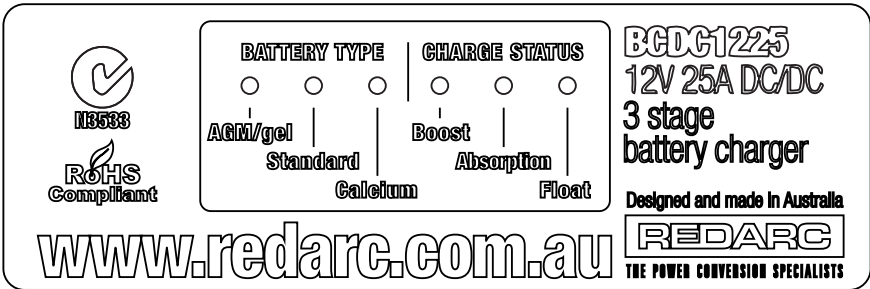 N3533
RoHS
Compliant
BATTERY TYPE
CHARGE STATUS
AGM/gel
Standard
Calcium
Boost
Absorption
Float
BCDC1225
12V 25A DC/DC
3 stage
battery charger
Designed and made in Australia
REDARC
THE POWER CONVERSION SPECIALISTS
www.redarc.com.au